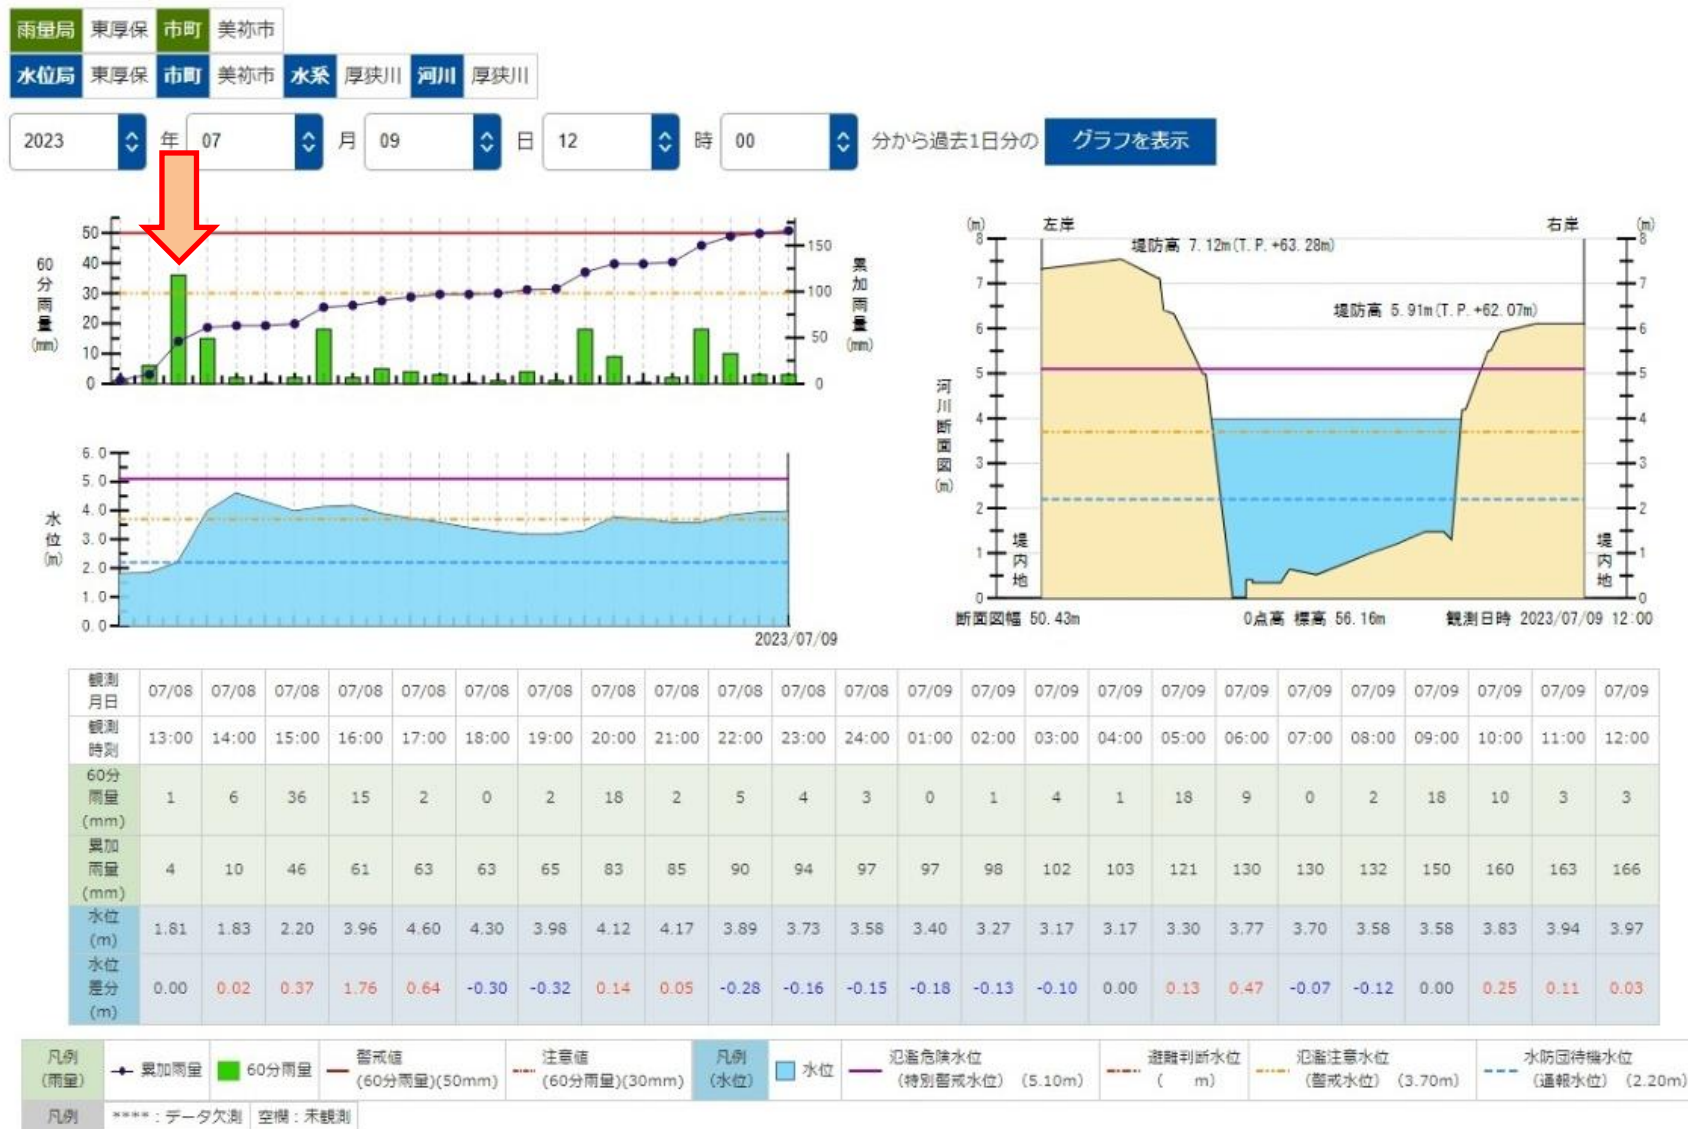 雨量局 東厚保 市町 美祢市
水位局 東厚保 市町 美祢市 水系 厚狭川 河川 厚狭川
2023 年 07 月 09 日 12 時 00 分から過去1日分の グラフを表示
60分雨量(mm)
50
40
30
20
10
0
150
100
50
0
累加雨量(mm)
水位(m)
6.0
5.0
4.0
3.0
2.0
1.0
0.0
2023/07/09
(m) 左岸 右岸 (m)
堤防高 7.12m(T.P.+63.28m)
堤防高 5.91m(T.P.+62.07m)
河川断面図(m)
8 8
7 7
6 6
5 5
4 4
3 3
2 2
1 1
0 0
堤内地 堤内地
断面図幅 50.43m 0点高 標高 56.16m 観測日時 2023/07/09 12:00
観測月日 07/08 07/08 07/08 07/08 07/08 07/08 07/08 07/08 07/08 07/08 07/08 07/08 07/09 07/09 07/09 07/09 07/09 07/09 07/09 07/09 07/09 07/09 07/09 07/09
観測時刻 13:00 14:00 15:00 16:00 17:00 18:00 19:00 20:00 21:00 22:00 23:00 24:00 01:00 02:00 03:00 04:00 05:00 06:00 07:00 08:00 09:00 10:00 11:00 12:00
60分雨量(mm) 1 6 36 15 2 0 2 18 2 5 4 3 0 1 4 1 18 9 0 2 18 10 3 3
累加雨量(mm) 4 10 46 61 63 63 65 83 85 90 94 97 97 98 102 103 121 130 130 132 150 160 163 166
水位(m) 1.81 1.83 2.20 3.96 4.60 4.30 3.98 4.12 4.17 3.89 3.73 3.58 3.40 3.27 3.17 3.17 3.30 3.77 3.70 3.58 3.58 3.83 3.94 3.97
水位差分(m) 0.00 0.02 0.37 1.76 0.64 -0.30 -0.32 0.14 0.05 -0.28 -0.16 -0.15 -0.18 -0.13 -0.10 0.00 0.13 0.47 -0.07 -0.12 0.00 0.25 0.11 0.03
凡例(雨量) 累加雨量 60分雨量 警戒値(60分雨量)(50mm) 注意値(60分雨量)(30mm) 凡例(水位) 水位 氾濫危険水位(特別警戒水位) (5.10m) 避難判断水位( m) 氾濫注意水位(警戒水位) (3.70m) 水防団待機水位(通報水位) (2.20m)
凡例 ****:データ欠測 空欄:未観測